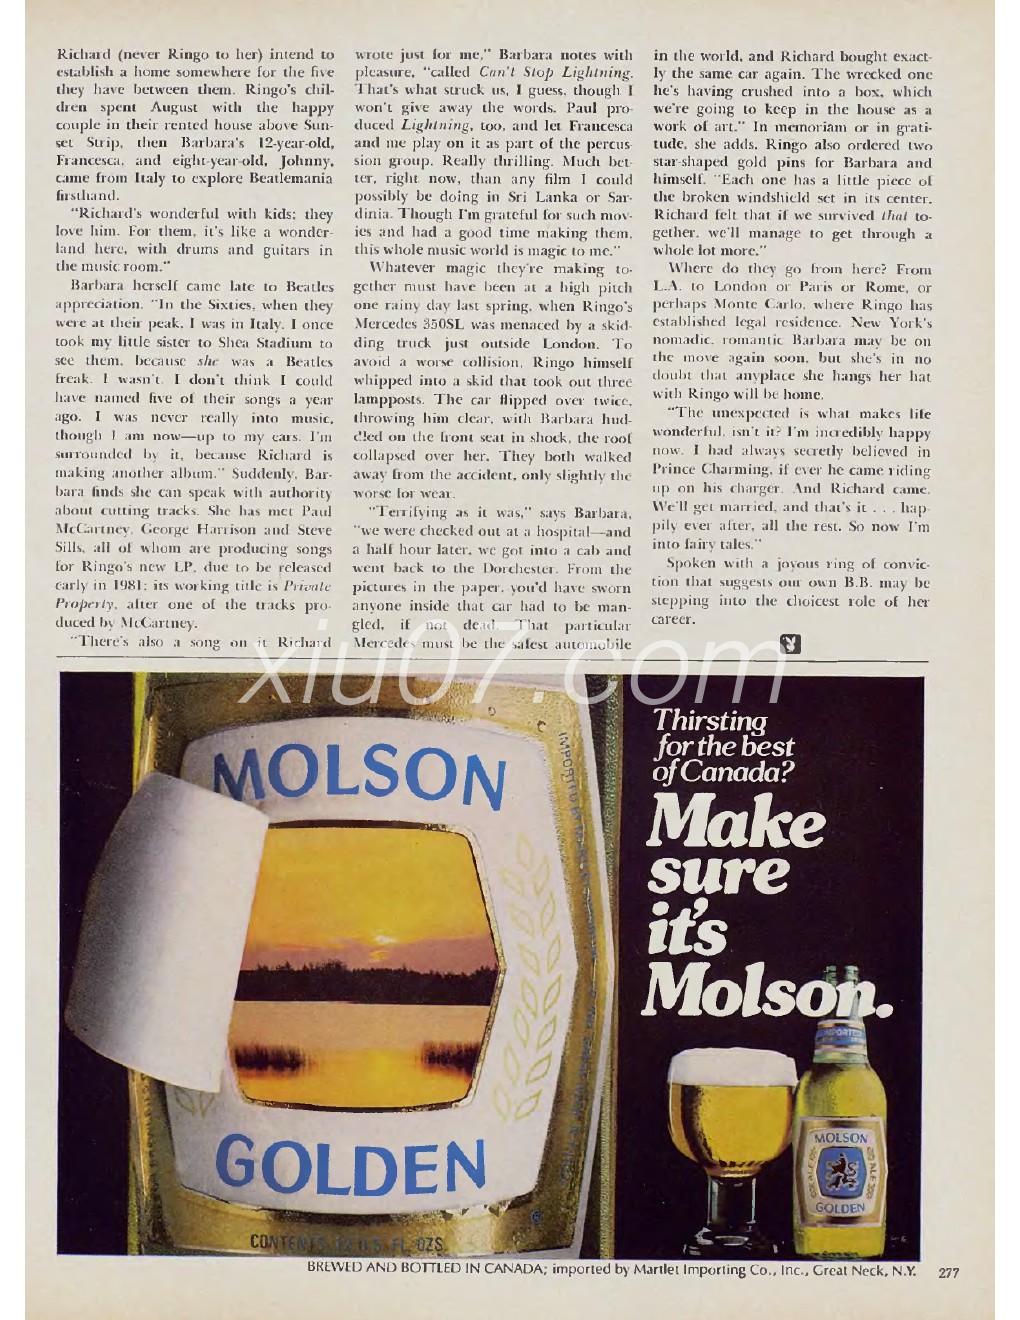 Richard (never Ringo to her) intend to
establish a home somewhere for the five
they have between them. Ringo's chil-
dren spent August with the happy
couple in their rented house above Sun-
set Strip, then Barbara's 12-year-old,
Francesca, and eight-year-old, Johnny,
came from Italy to explore Beatlemania
firsthand.
"Richard's wonderful with kids; they
love him. For them, it's like a wonder-
land here, with drums and guitars in
the music room."
Barbara herself came late to Beatles
appreciation. "In the Sixties, when they
were at their peak, I was in Italy. I once
took my little sister to Shea Stadium to
see them, because she was a Beatles
freak. I wasn't. I don't think I could
have named five of their songs a year
ago. I was never really into music,
though I am now—up to my ears. I'm
surrounded by it, because Richard is
making another album." Suddenly, Bar-
bara finds she can speak with authority
about cutting tracks. She has met Paul
McCartney, George Harrison and Steve
Sills, all of whom are producing songs
for Ringo's new LP, due to be released
early in 1981; its working title is Private
Property, after one of the tracks pro-
duced by McCartney.
"There's also a song on it Richard
wrote just for me," Barbara notes with
pleasure, "called Can't Stop Lightning.
That's what struck us, I guess, though I
won't give away the words. Paul pro-
duced Lightning, too, and let Francesca
and me play on it as part of the percus-
sion group. Really thrilling. Much bet-
ter, right now, than any film I could
possibly be doing in Sri Lanka or Sar-
dinia. Though I'm grateful for such mov-
ies and had a good time making them,
this whole music world is magic to me."
Whatever magic they're making to-
gether must have been at a high pitch
one rainy day last spring, when Ringo's
Mercedes 350SL was menaced by a skid-
ding truck just outside London. To
avoid a worse collision, Ringo himself
whipped into a skid that took out three
lampposts. The car flipped over twice,
throwing him clear, with Barbara hud-
dled on the front seat in shock, the roof
collapsed over her. They both walked
away from the accident, only slightly the
worse for wear.
"Terrifying as it was," says Barbara,
"we were checked out at a hospital—and
a half hour later, we got into a cab and
went back to the Dorchester. From the
pictures in the paper, you'd have sworn
anyone inside that car had to be man-
gled, if not dead. That particular
Mercedes must be the safest automobile
in the world, and Richard bought exact-
ly the same car again. The wrecked one
he's having crushed into a box, which
we're going to keep in the house as a
work of art." In memoriam or in grati-
tude, she adds, Ringo also ordered two
star-shaped gold pins for Barbara and
himself. "Each one has a little piece of
the broken windshield set in its center.
Richard felt that if we survived that to-
gether, we'll manage to get through a
whole lot more."
Where do they go from here? From
L.A. to London or Paris or Rome, or
perhaps Monte Carlo, where Ringo has
established legal residence. New York's
nomadic, romantic Barbara may be on
the move again soon, but she's in no
doubt that anyplace she hangs her hat
with Ringo will be home.
"The unexpected is what makes life
wonderful, isn't it? I'm incredibly happy
now. I had always secretly believed in
Prince Charming, if ever he came riding
up on his charger. And Richard came.
We'll get married, and that's it . . . hap-
pily ever after, all the rest. So now I'm
into fairy tales."
Spoken with a joyous ring of convic-
tion that suggests our own B.B. may be
stepping into the choicest role of her
career.
xiu07.com
MOLSON
GOLDEN
CONTENTS 12 U.S. FL. OZS
Thirsting
for the best
of Canada?
Make
sure
it's
Molson.
IMPORTED
MOLSON
ALE
ALE
GOLDEN
BREWED AND BOTTLED IN CANADA; imported by Martlet Importing Co., Inc., Great Neck, N.Y.
277